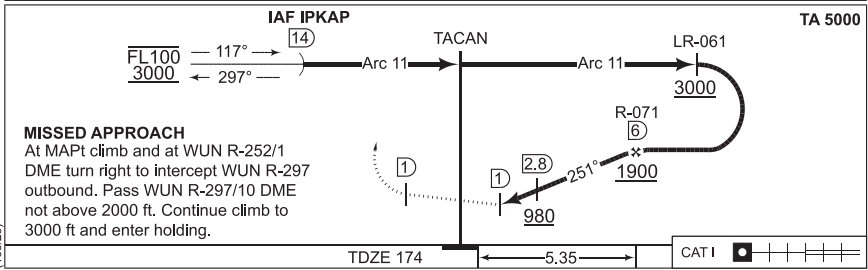 IAF IPKAP
TA 5000
14
TACAN
LR-061
FL100
3000
117°
297°
Arc 11
Arc 11
3000
R-071
6
1900
MISSED APPROACH
At MAPt climb and at WUN R-252/1
DME turn right to intercept WUN R-297
outbound. Pass WUN R-297/10 DME
not above 2000 ft. Continue climb to
3000 ft and enter holding.
1
1
2.8
251°
980
TDZE 174
5.35
CAT I